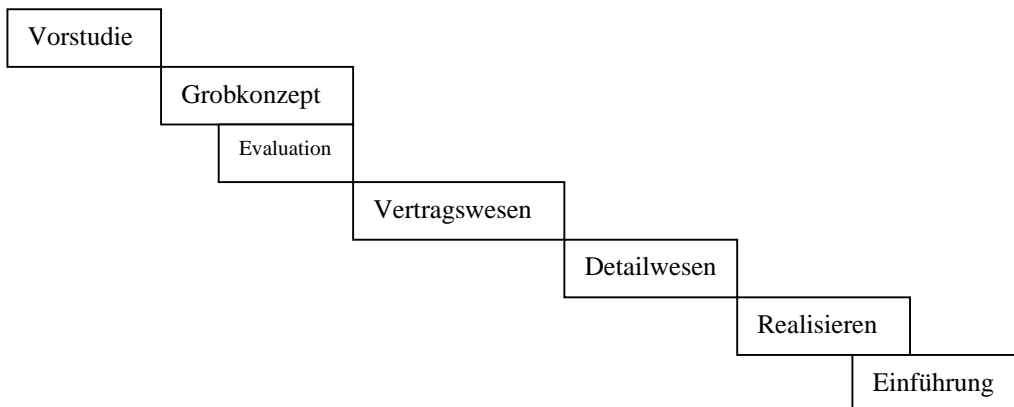 Vorstudie
Grobkonzept
Evaluation
Vertragswesen
Detailwesen
Realisieren
Einführung